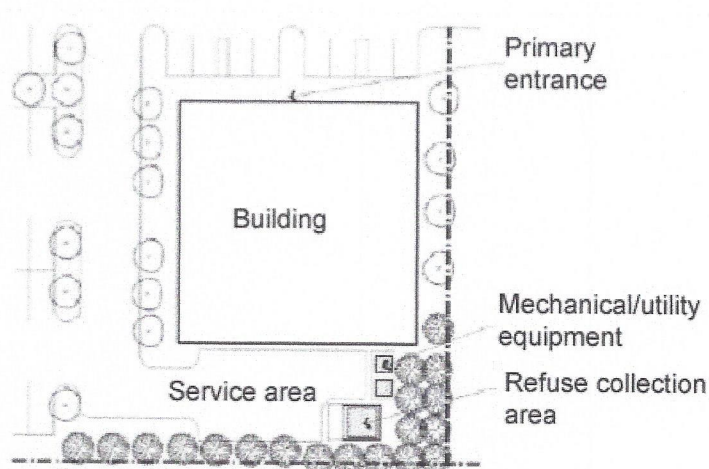 Primary
entrance
Building
Mechanical/utility
equipment
Service area
Refuse collection
area